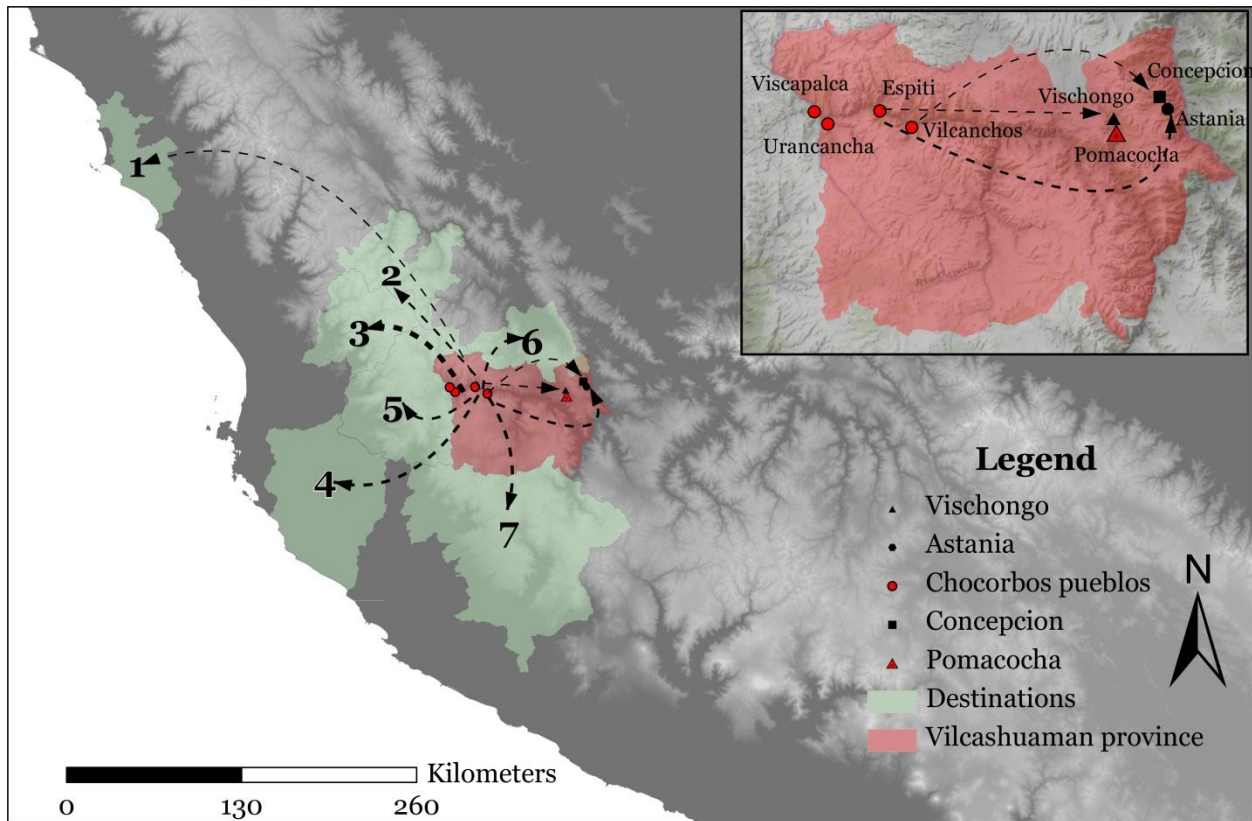 1
2
3
4
5
6
7
Viscapalca
Urancancha
Espiti
Vilcanchos
Vischongo
Pomacocha
Concepcion
Astania
Legend
Vischongo
Astania
Chocorbos pueblos
Concepcion
Pomacocha
Destinations
Vilcashuaman province
N
Kilometers
0 130 260